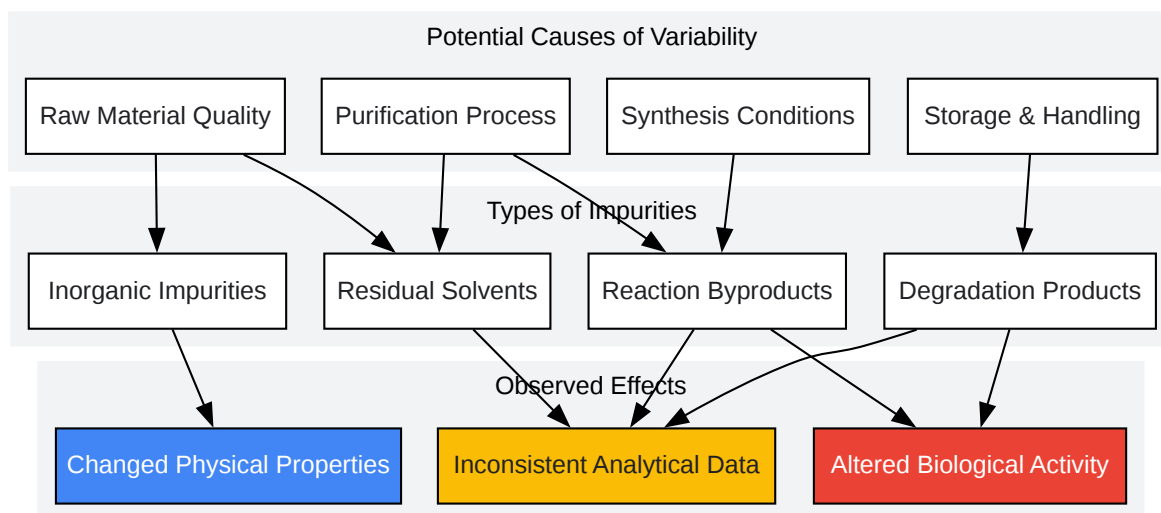 Potential Causes of Variability
Raw Material Quality
Purification Process
Synthesis Conditions
Storage & Handling
Types of Impurities
Inorganic Impurities
Residual Solvents
Reaction Byproducts
Degradation Products
Observed Effects
Changed Physical Properties
Inconsistent Analytical Data
Altered Biological Activity